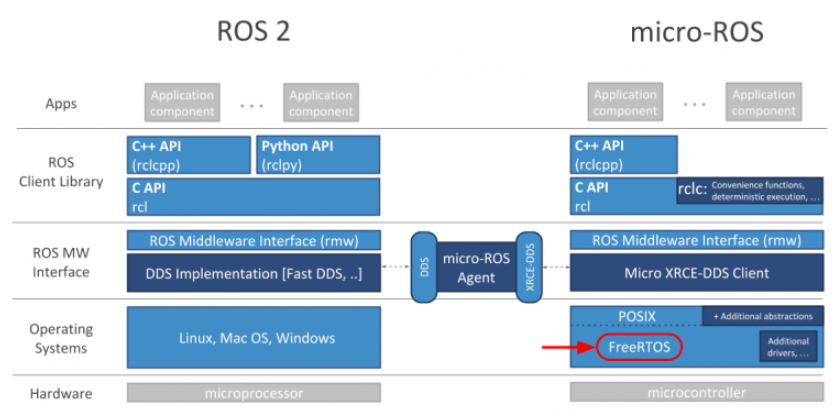 ROS 2
micro-ROS
Apps
Application
component
...
Application
component
Application
component
...
Application
component
ROS
Client Library
C++ API
(rclcpp)
Python API
(rclpy)
C API
rcl
C++ API
(rclcpp)
C API
rcl
rclc: Convenience functions,
deterministic execution, ...
ROS MW
Interface
ROS Middleware Interface (rmw)
DDS Implementation [Fast DDS, ..]
DDS
micro-ROS
Agent
XRCE-DDS
ROS Middleware Interface (rmw)
Micro XRCE-DDS Client
Operating
Systems
Linux, Mac OS, Windows
POSIX
+ Additional abstractions
FreeRTOS
Additional
drivers, ...
Hardware
microprocessor
microcontroller